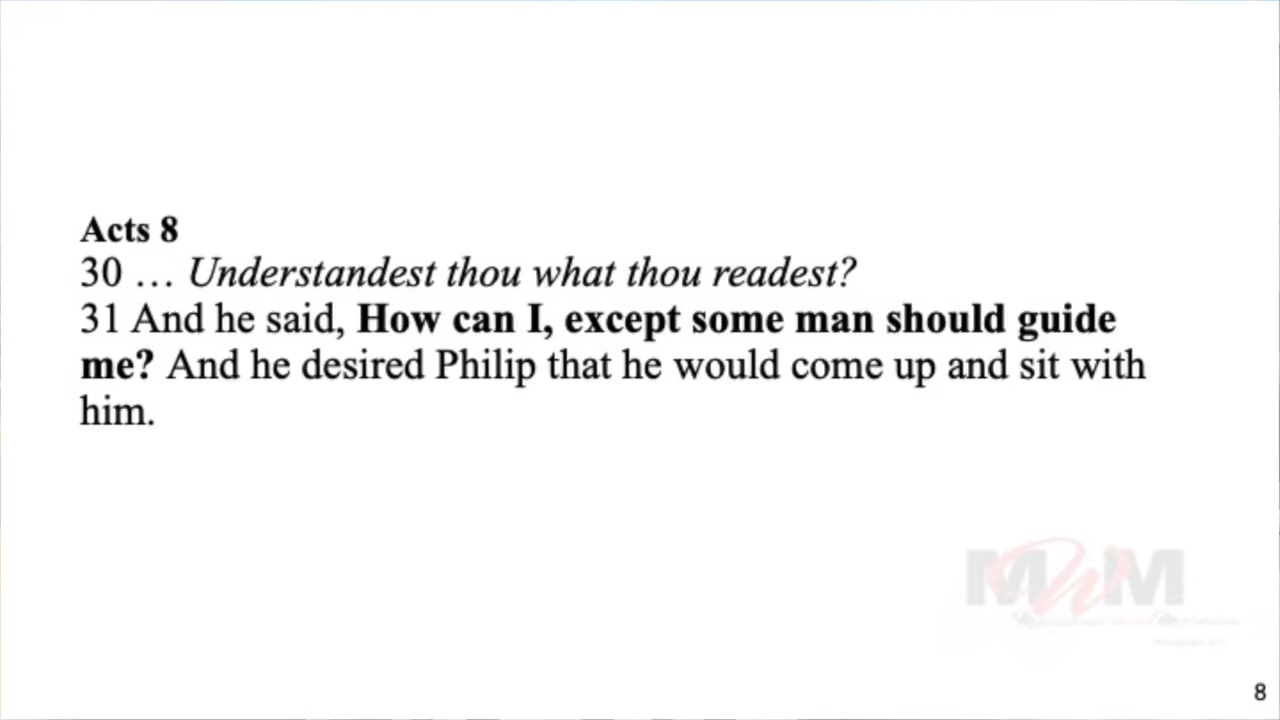 Acts 8
30 … Understandest thou what thou readest?
31 And he said, How can I, except some man should guide
me? And he desired Philip that he would come up and sit with
him.
MWM
8